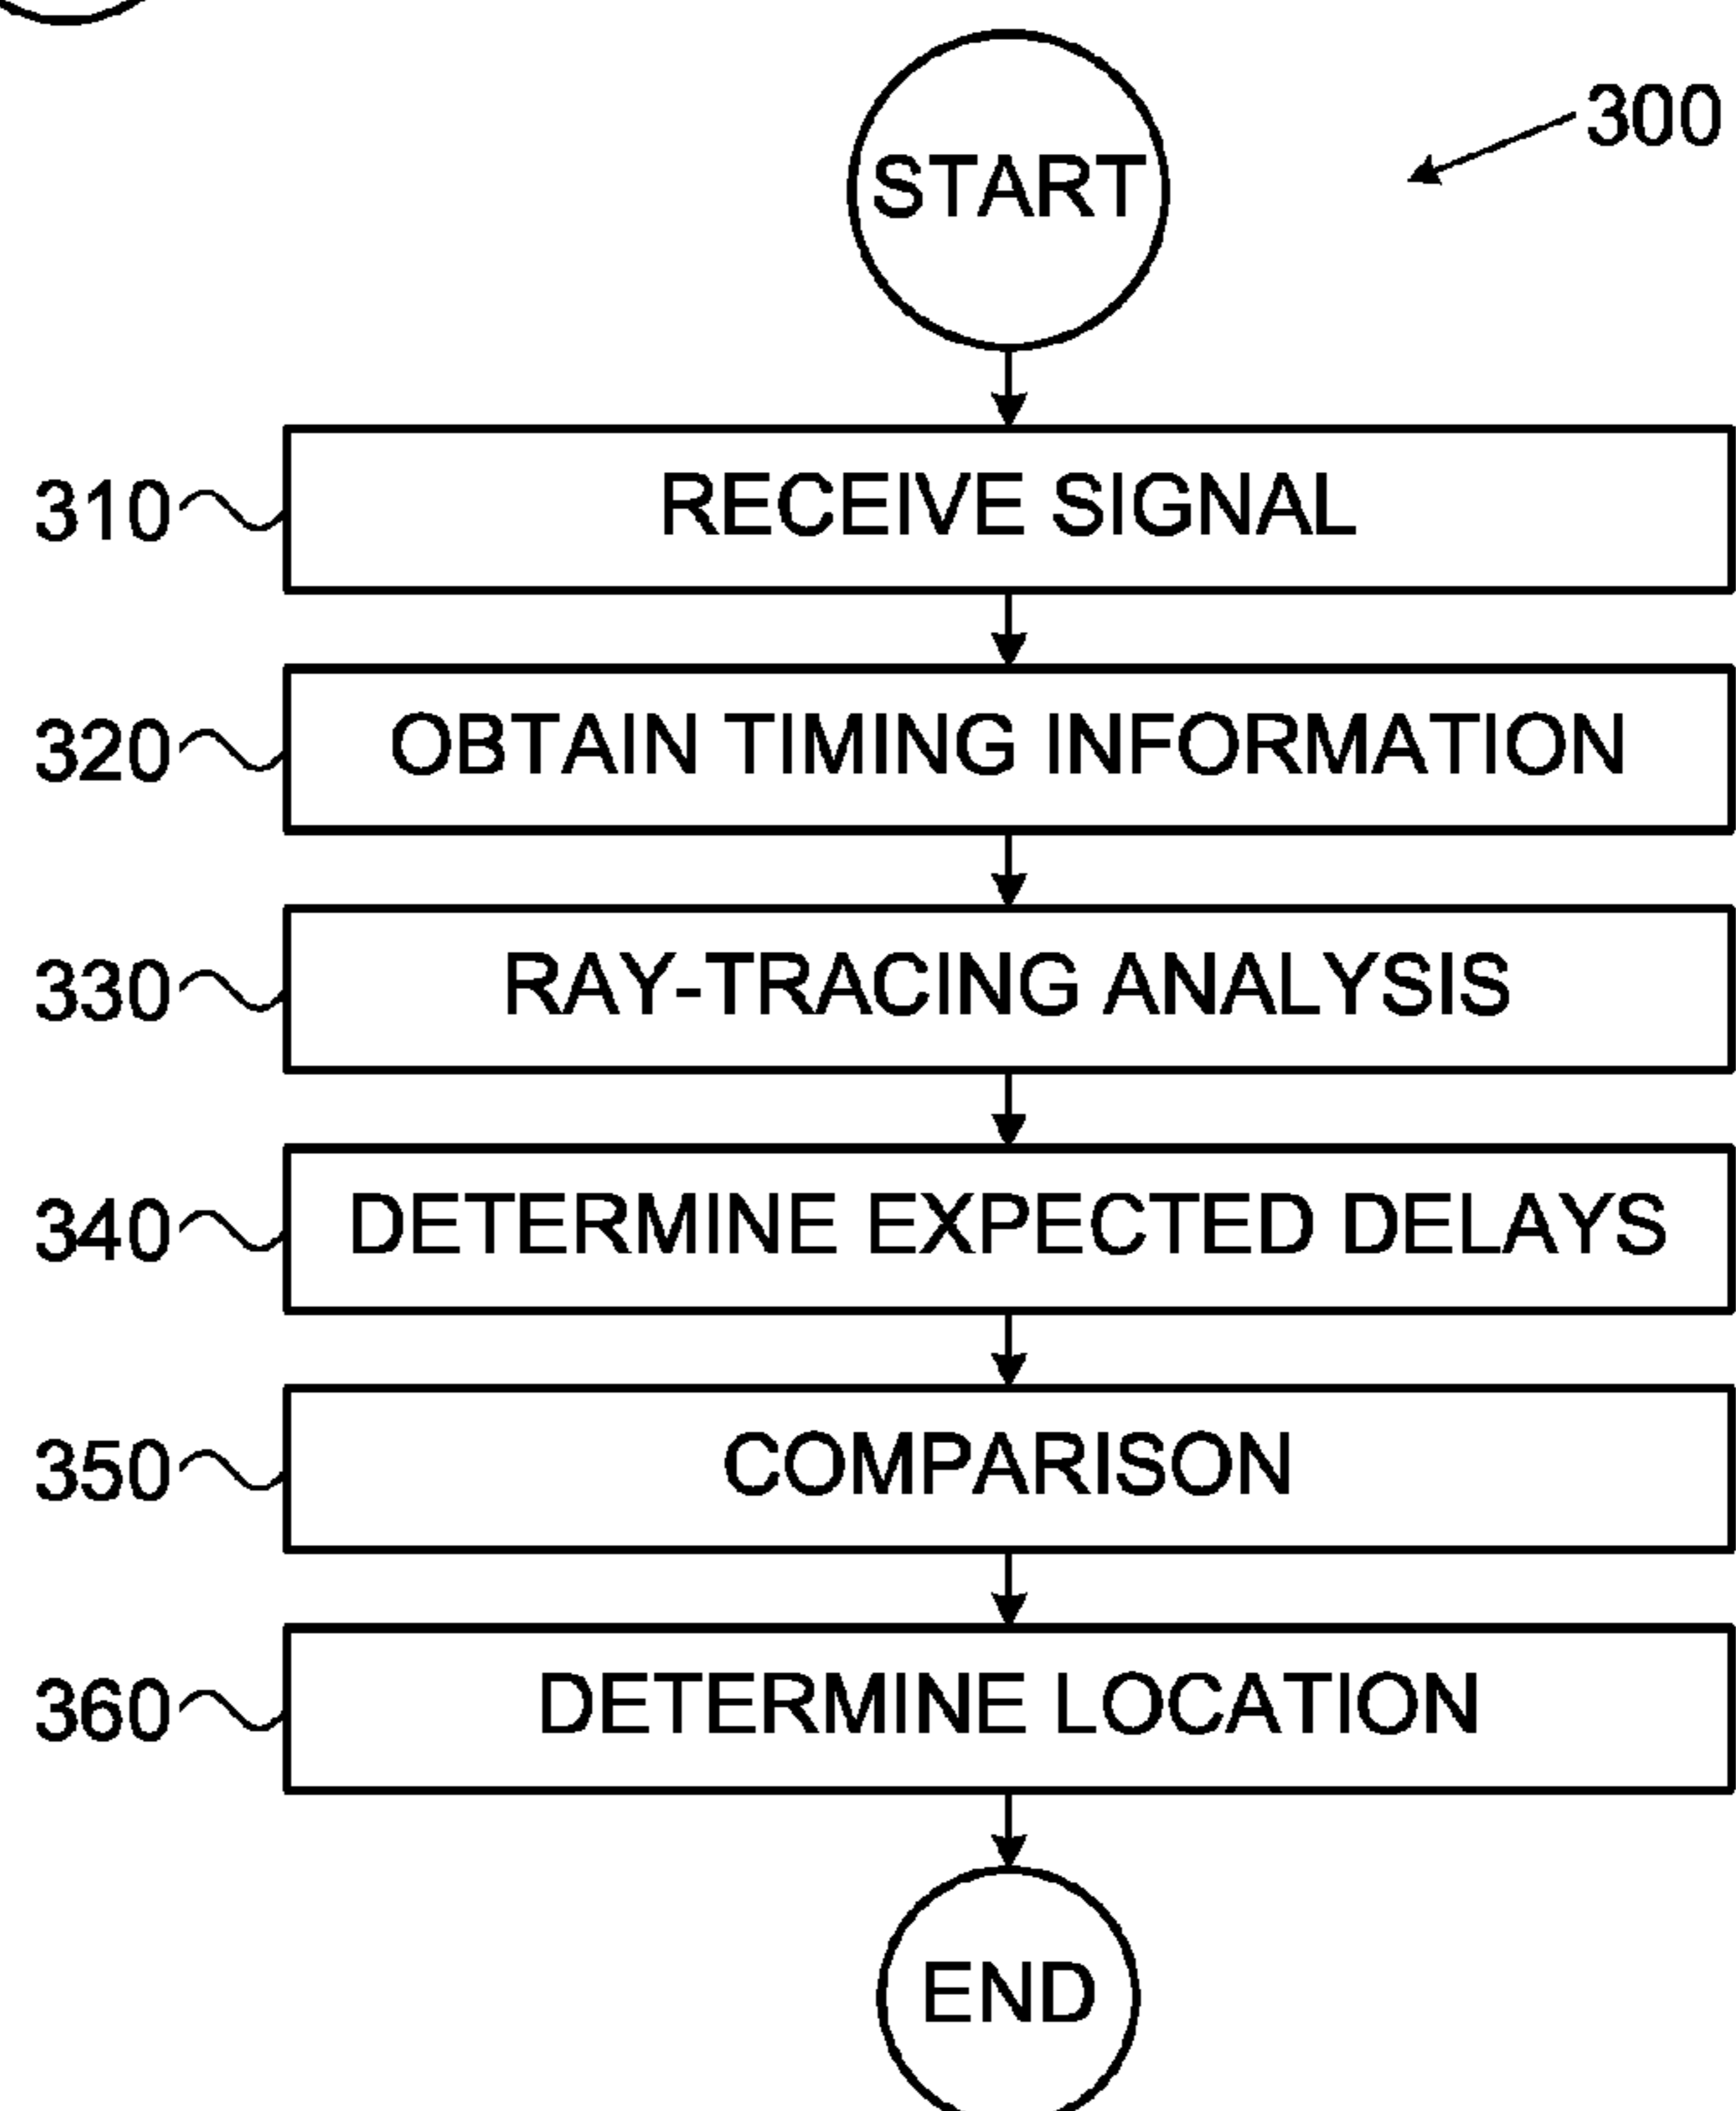 START
300
310
RECEIVE SIGNAL
320
OBTAIN TIMING INFORMATION
330
RAY-TRACING ANALYSIS
340
DETERMINE EXPECTED DELAYS
350
COMPARISON
360
DETERMINE LOCATION
END